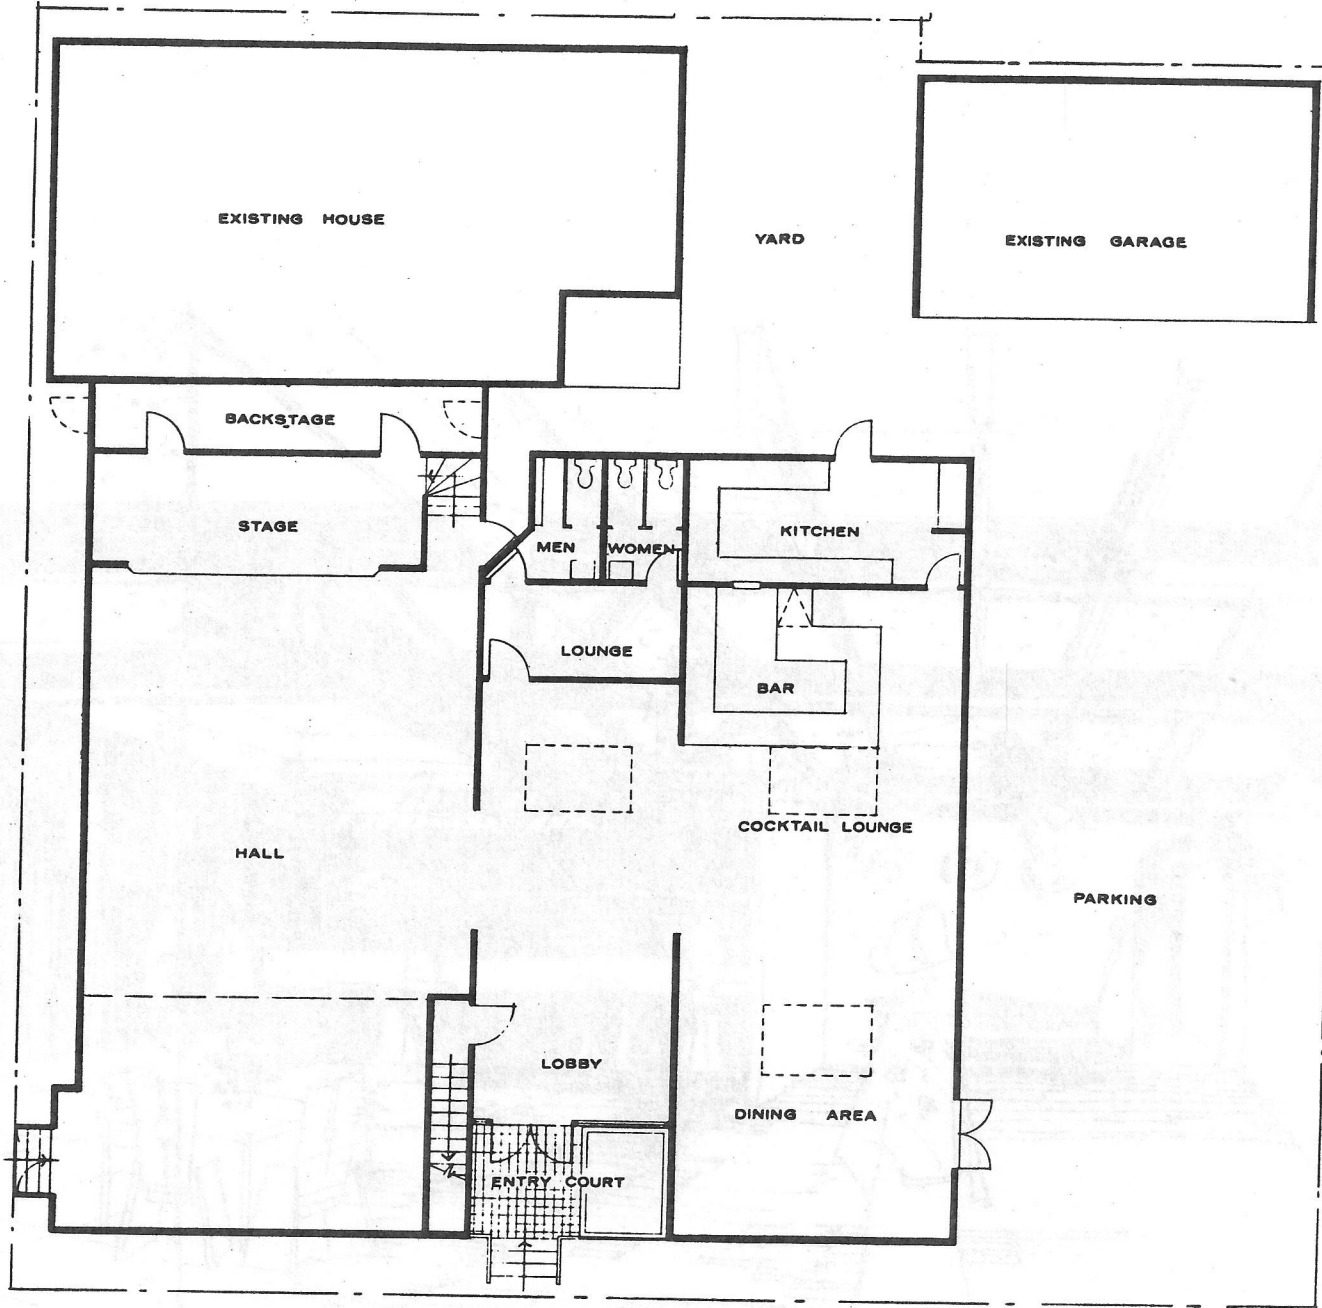 EXISTING HOUSE
YARD
EXISTING GARAGE
BACKSTAGE
STAGE
MEN
WOMEN
KITCHEN
LOUNGE
BAR
COCKTAIL LOUNGE
HALL
PARKING
LOBBY
DINING AREA
ENTRY COURT